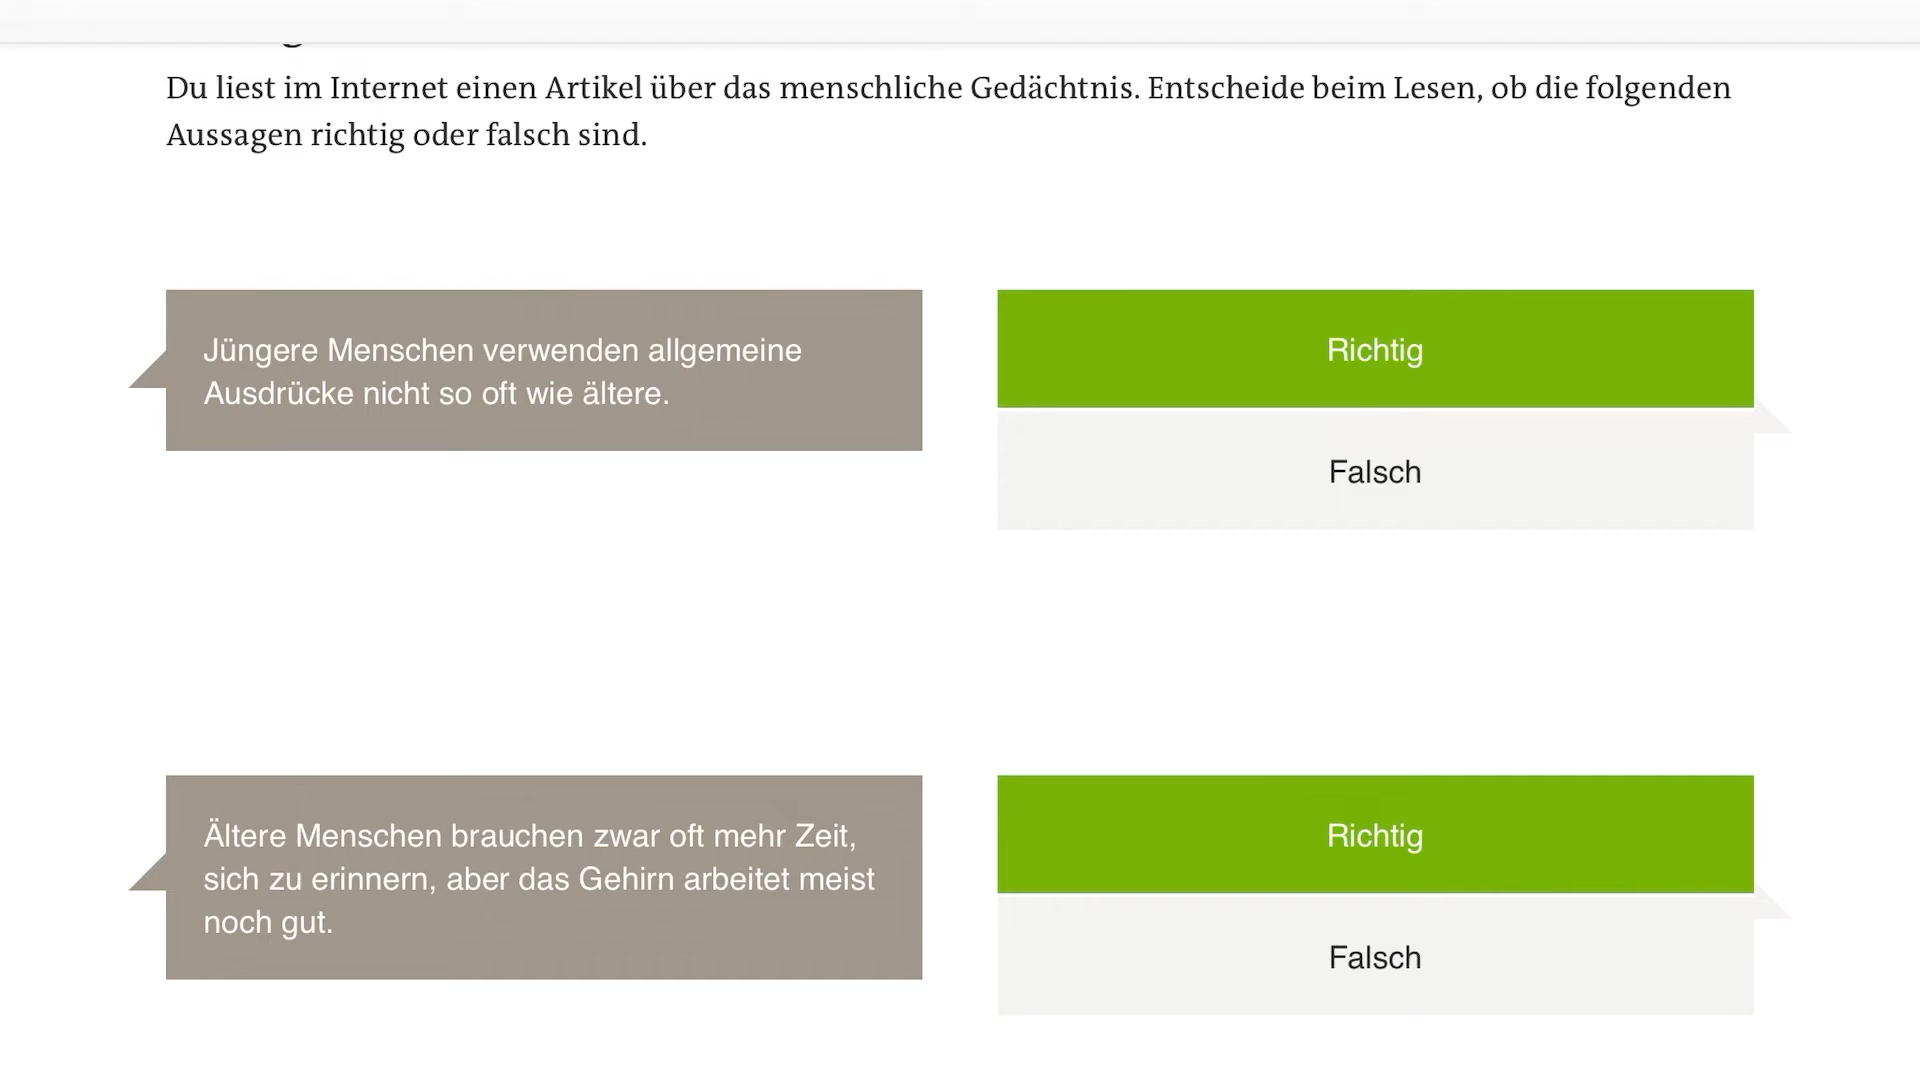 Du liest im Internet einen Artikel über das menschliche Gedächtnis. Entscheide beim Lesen, ob die folgenden
Aussagen richtig oder falsch sind.
Jüngere Menschen verwenden allgemeine
Ausdrücke nicht so oft wie ältere.
Richtig
Falsch
Ältere Menschen brauchen zwar oft mehr Zeit,
sich zu erinnern, aber das Gehirn arbeitet meist
noch gut.
Richtig
Falsch